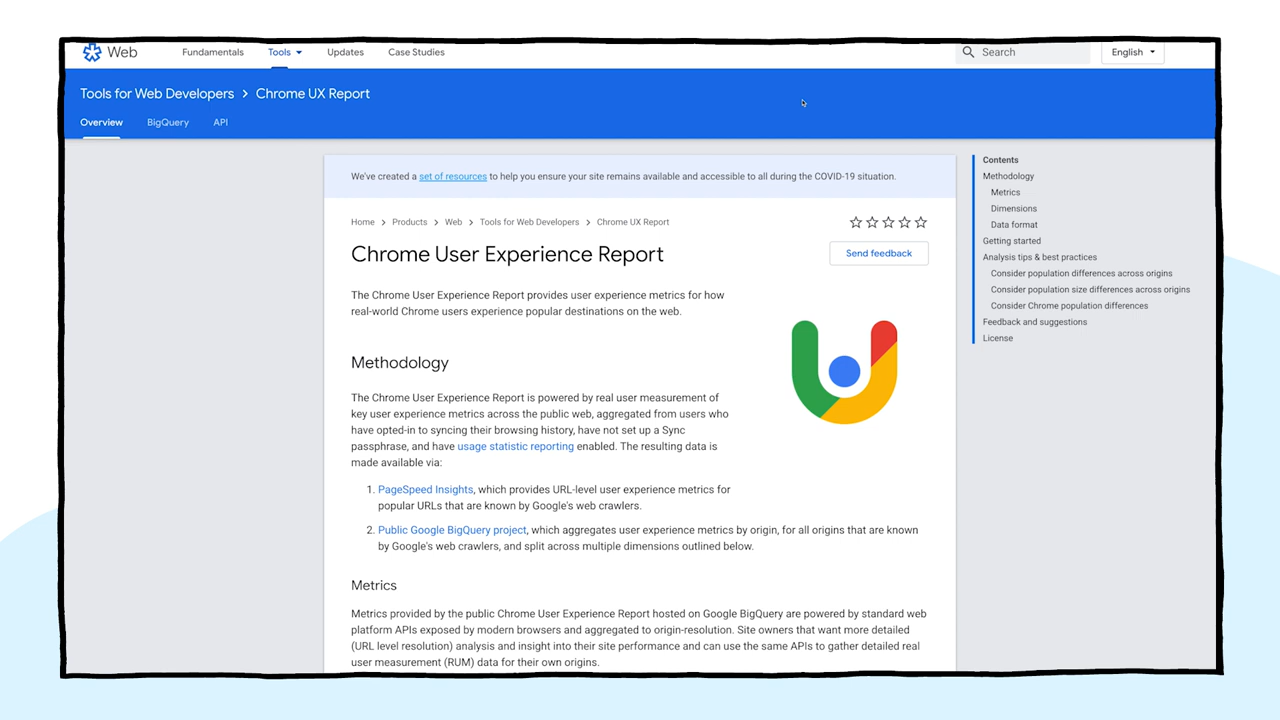 Web Fundamentals Tools Updates Case Studies Search English
Tools for Web Developers > Chrome UX Report
Overview BigQuery API
We've created a set of resources to help you ensure your site remains available and accessible to all during the COVID-19 situation.
Home > Products > Web > Tools for Web Developers > Chrome UX Report
Chrome User Experience Report
Send feedback
The Chrome User Experience Report provides user experience metrics for how
real-world Chrome users experience popular destinations on the web.
Methodology
The Chrome User Experience Report is powered by real user measurement of
key user experience metrics across the public web, aggregated from users who
have opted-in to syncing their browsing history, have not set up a Sync
passphrase, and have usage statistic reporting enabled. The resulting data is
made available via:
1. PageSpeed Insights, which provides URL-level user experience metrics for
popular URLs that are known by Google's web crawlers.
2. Public Google BigQuery project, which aggregates user experience metrics by origin, for all origins that are known
by Google's web crawlers, and split across multiple dimensions outlined below.
Metrics
Metrics provided by the public Chrome User Experience Report hosted on Google BigQuery are powered by standard web
platform APIs exposed by modern browsers and aggregated to origin-resolution. Site owners that want more detailed
(URL level resolution) analysis and insight into their site performance and can use the same APIs to gather detailed real
user measurement (RUM) data for their own origins.
Contents
Methodology
Metrics
Dimensions
Data format
Getting started
Analysis tips & best practices
Consider population differences across origins
Consider population size differences across origins
Consider Chrome population differences
Feedback and suggestions
License